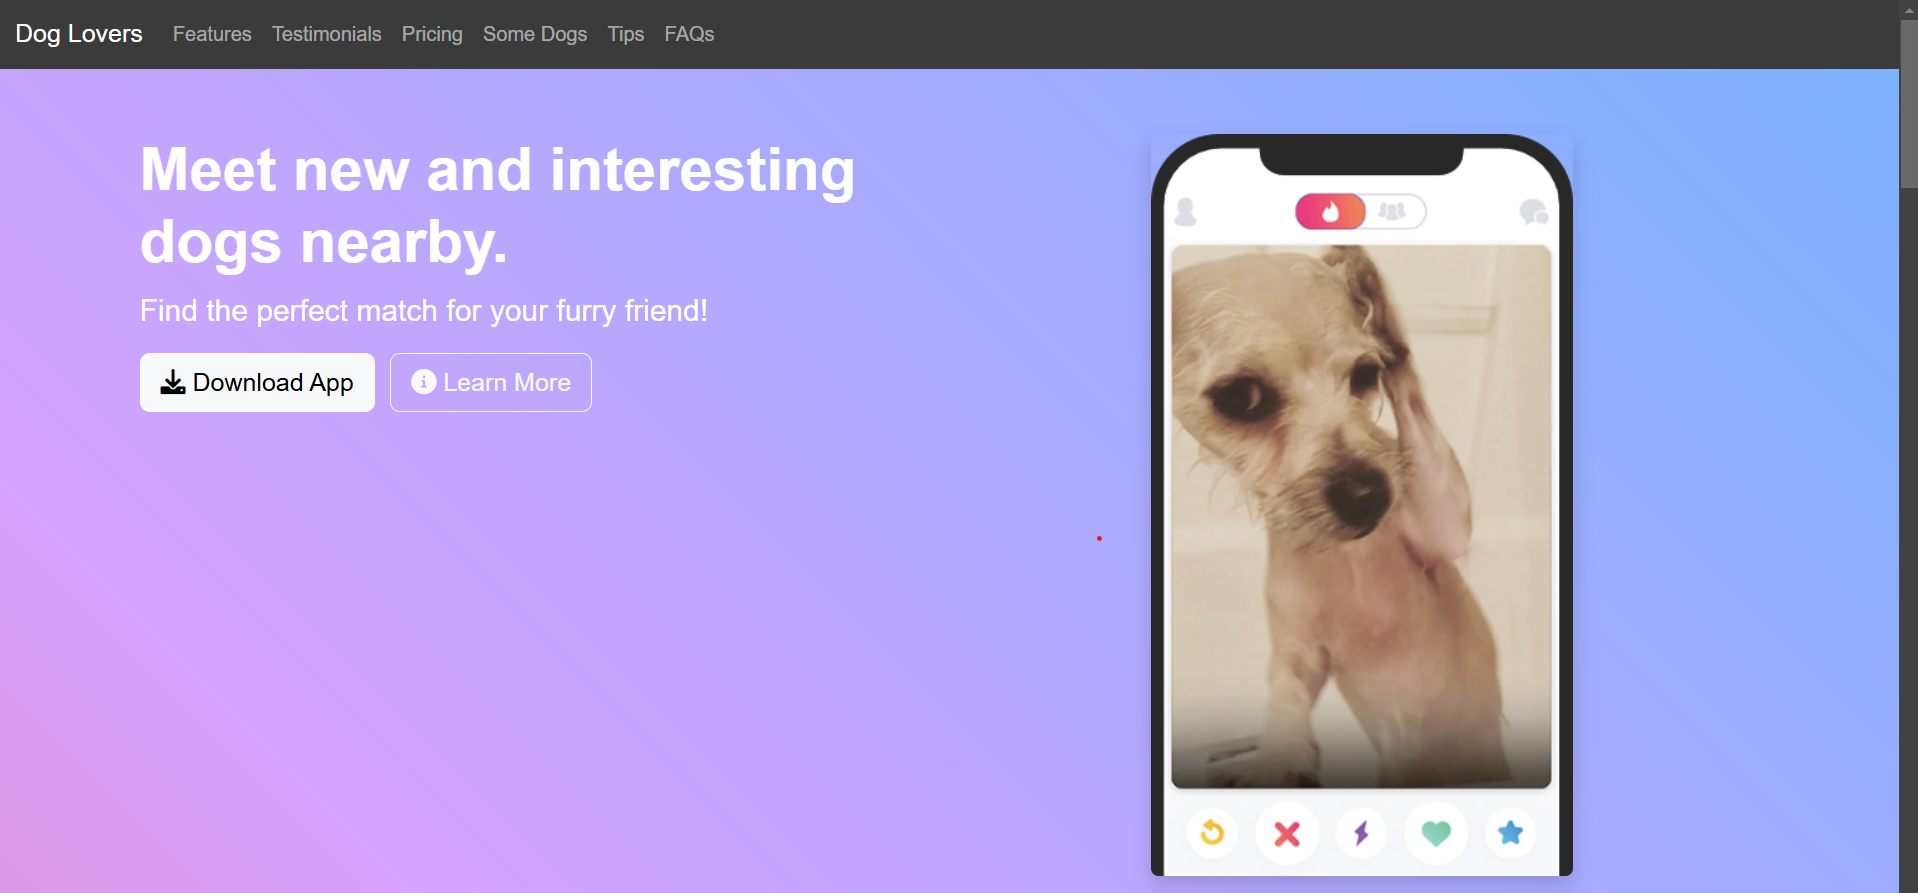 Dog Lovers Features Testimonials Pricing Some Dogs Tips FAQs
Meet new and interesting
dogs nearby.
Find the perfect match for your furry friend!
Download App Learn More